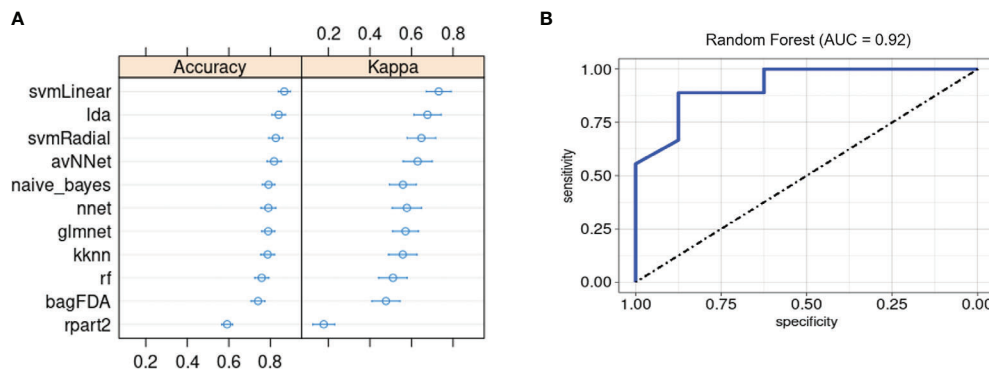 A
0.2 0.4 0.6 0.8
Accuracy Kappa
svmLinear
lda
svmRadial
avNNet
naive_bayes
nnet
glmnet
kknn
rf
bagFDA
rpart2
0.2 0.4 0.6 0.8
B
Random Forest (AUC = 0.92)
sensitivity
1.00
0.75
0.50
0.25
0.00
1.00 0.75 0.50 0.25 0.00
specificity